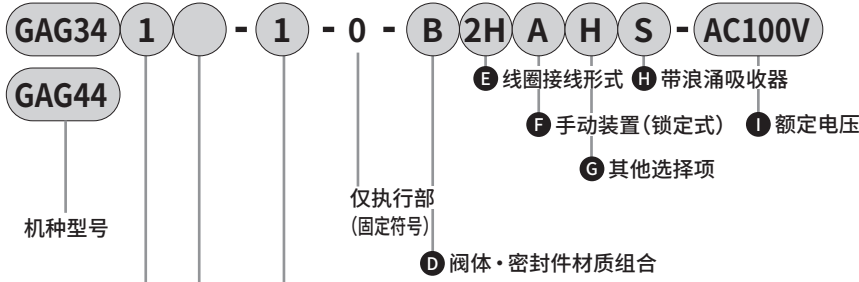 GAG34 1 - 1 - 0 - B 2H A H S - AC100V
GAG44
E 线圈接线形式 H 带浪涌吸收器
F 手动装置(锁定式) I 额定电压
G 其他选择项
仅执行部
(固定符号)
机种型号
D 阀体·密封件材质组合